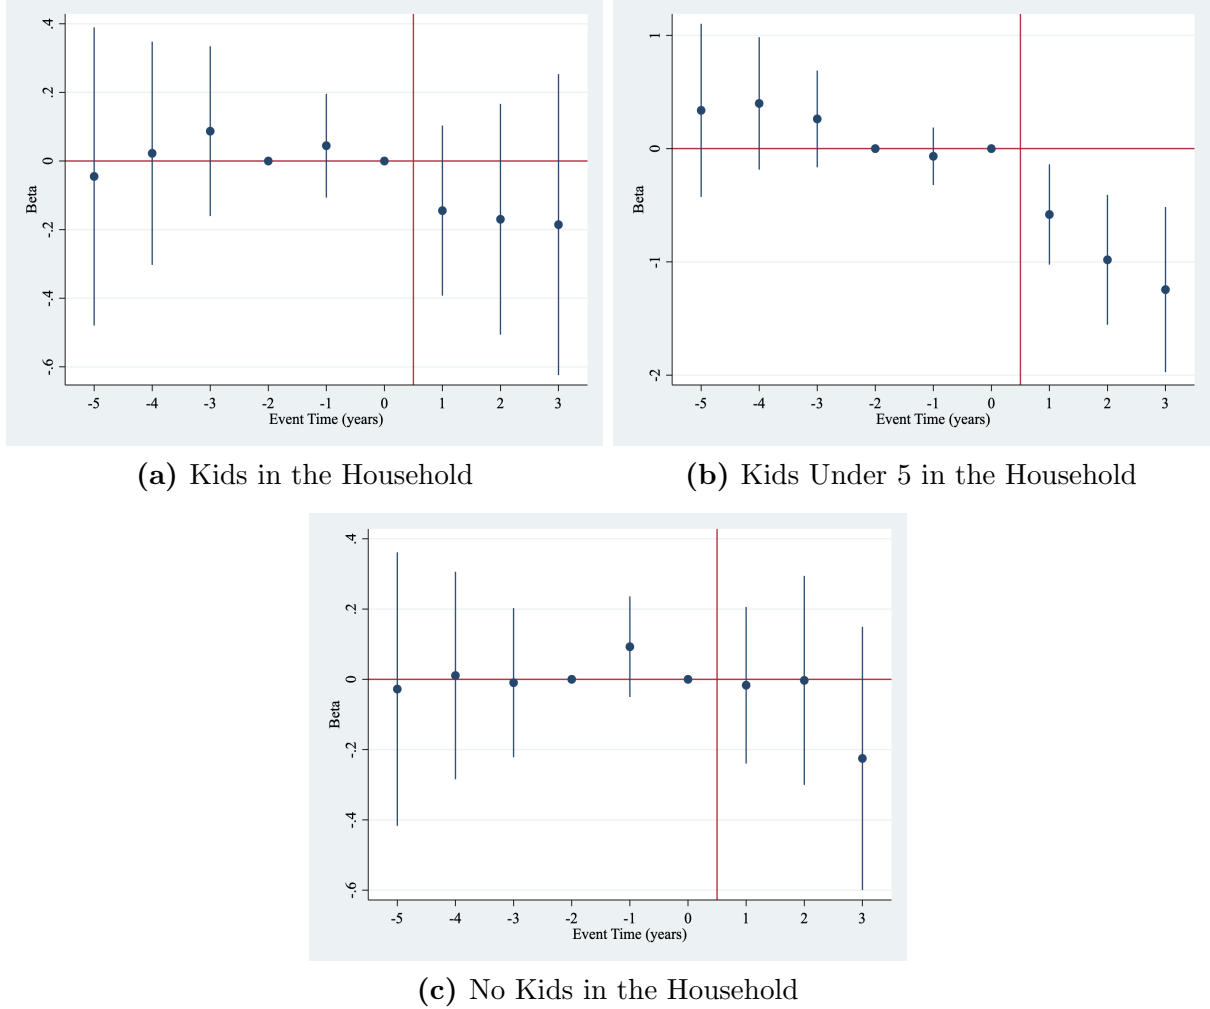 Beta
.4
.2
0
-.2
-.4
-.6
-5 -4 -3 -2 -1 0 1 2 3
Event Time (years)
(a) Kids in the Household
Beta
1
0
-1
-2
-5 -4 -3 -2 -1 0 1 2 3
Event Time (years)
(b) Kids Under 5 in the Household
Beta
.4
.2
0
-.2
-.4
-.6
-5 -4 -3 -2 -1 0 1 2 3
Event Time (years)
(c) No Kids in the Household